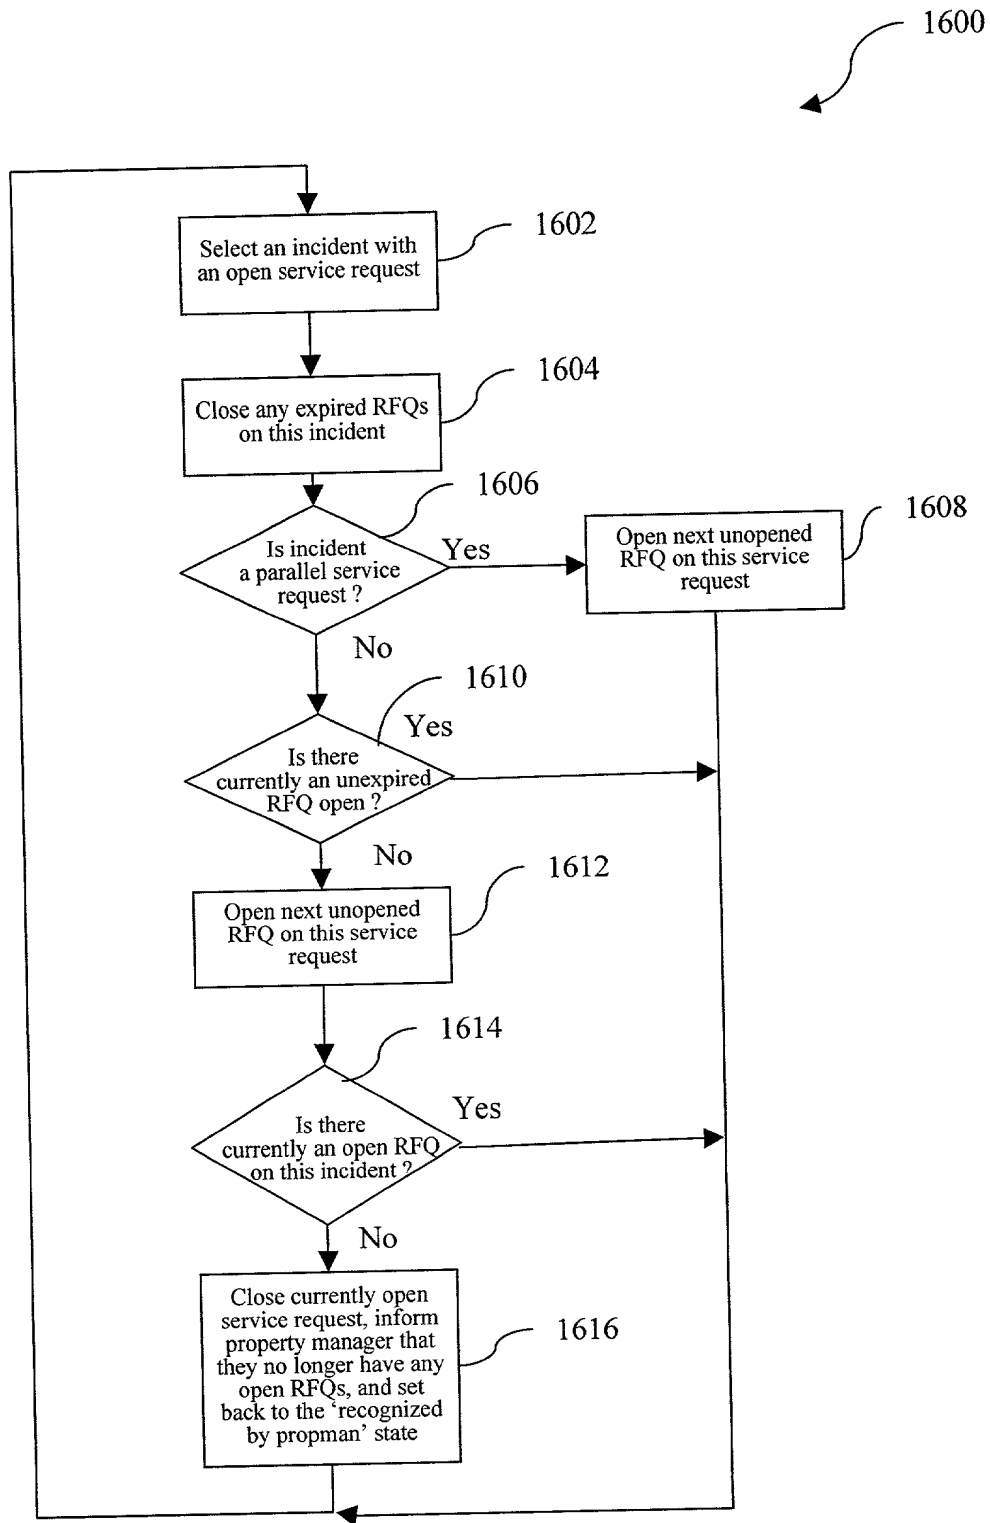 1600
1602
Select an incident with
an open service request
1604
Close any expired RFQs
on this incident
1606
Is incident
a parallel service
request ?
Yes
1608
Open next unopened
RFQ on this service
request
No
1610
Yes
Is there
currently an unexpired
RFQ open ?
No
1612
Open next unopened
RFQ on this service
request
1614
Yes
Is there
currently an open RFQ
on this incident ?
No
1616
Close currently open
service request, inform
property manager that
they no longer have any
open RFQs, and set
back to the ‘recognized
by propman’ state